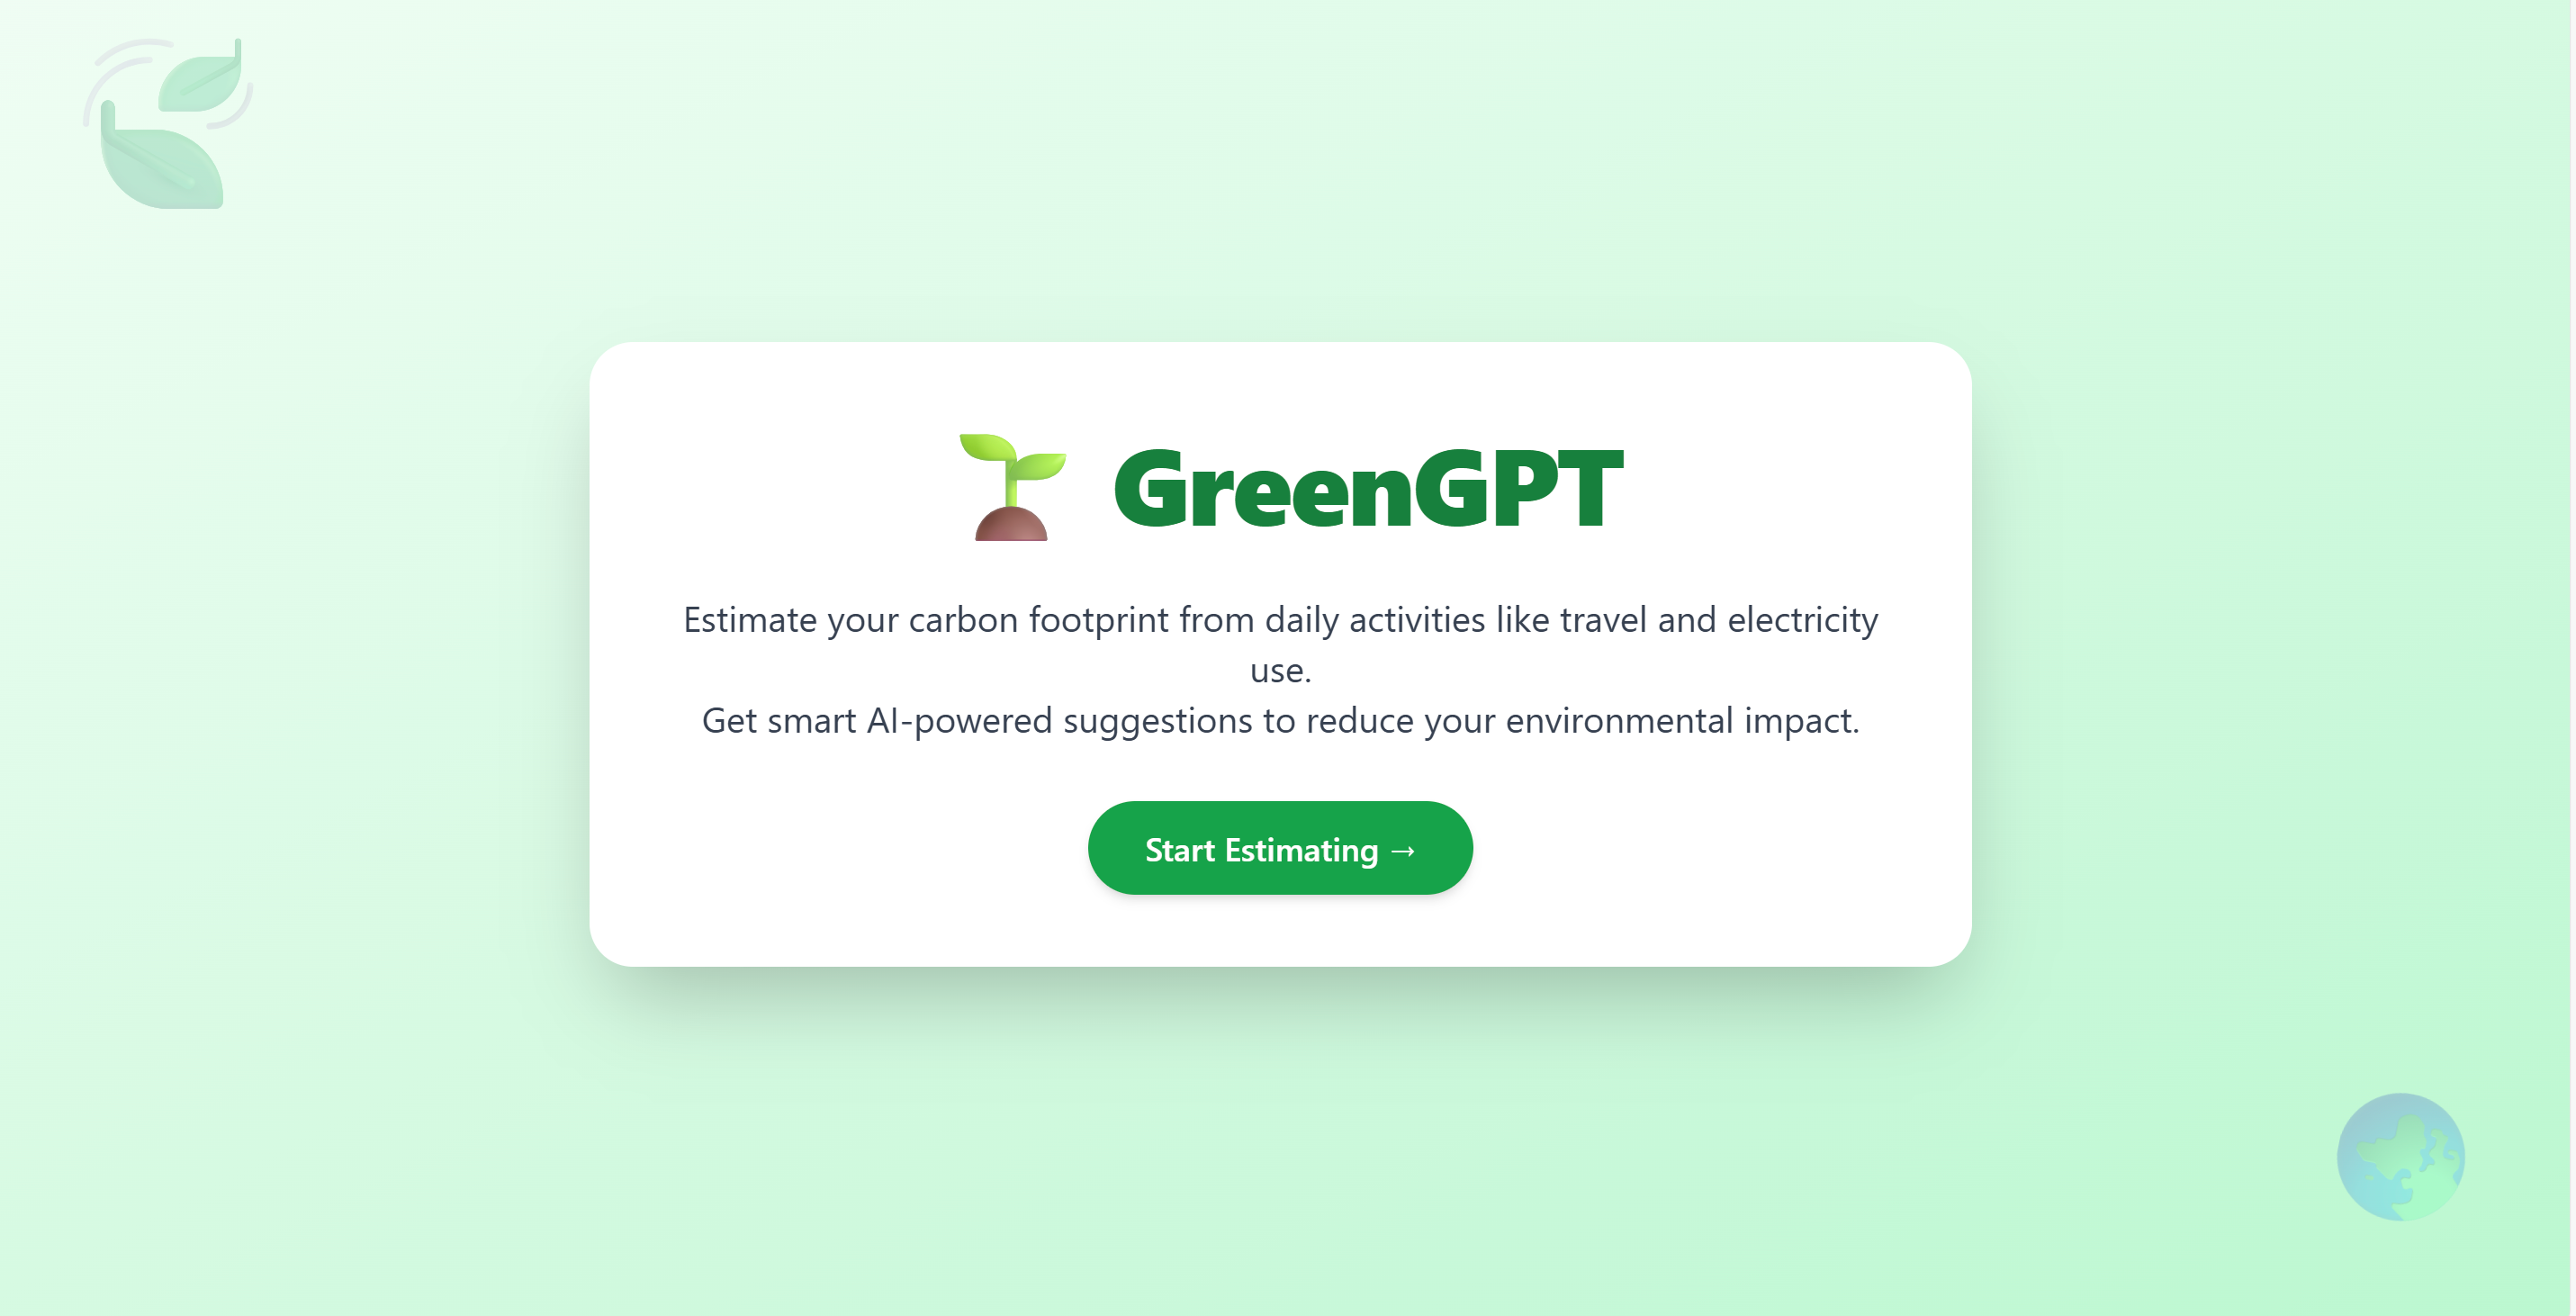 GreenGPT
Estimate your carbon footprint from daily activities like travel and electricity
use.
Get smart AI-powered suggestions to reduce your environmental impact.
Start Estimating →